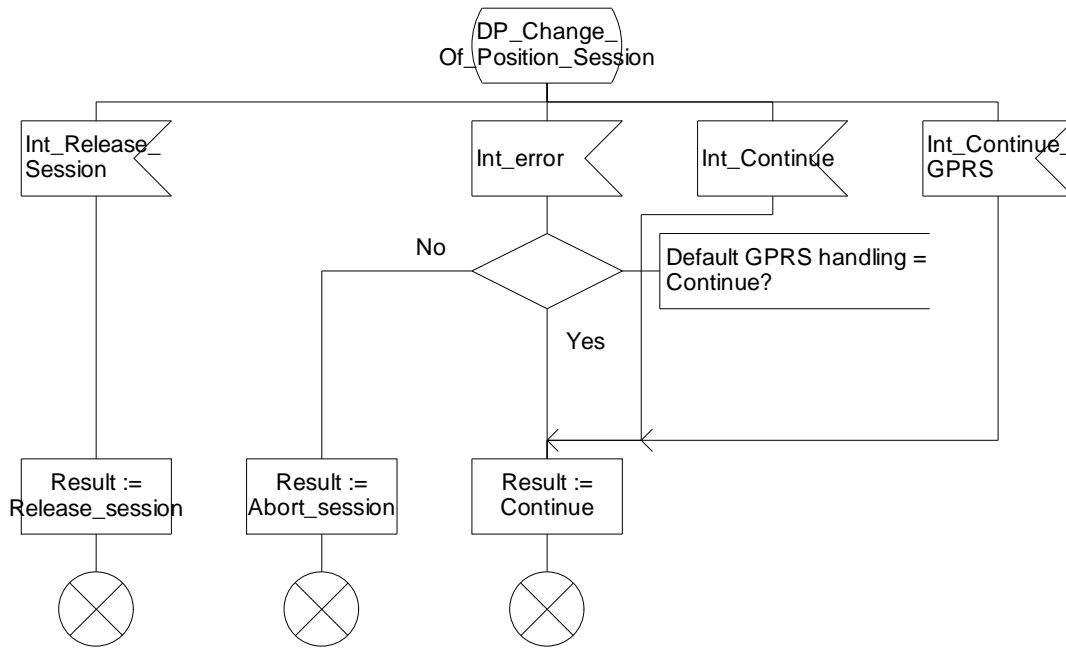 DP_Change_
Of_Position_Session
Int_Release_
Session
Int_error
Int_Continue
Int_Continue_
GPRS
No
Default GPRS handling =
Continue?
Yes
Result :=
Release_session
Result :=
Abort_session
Result :=
Continue